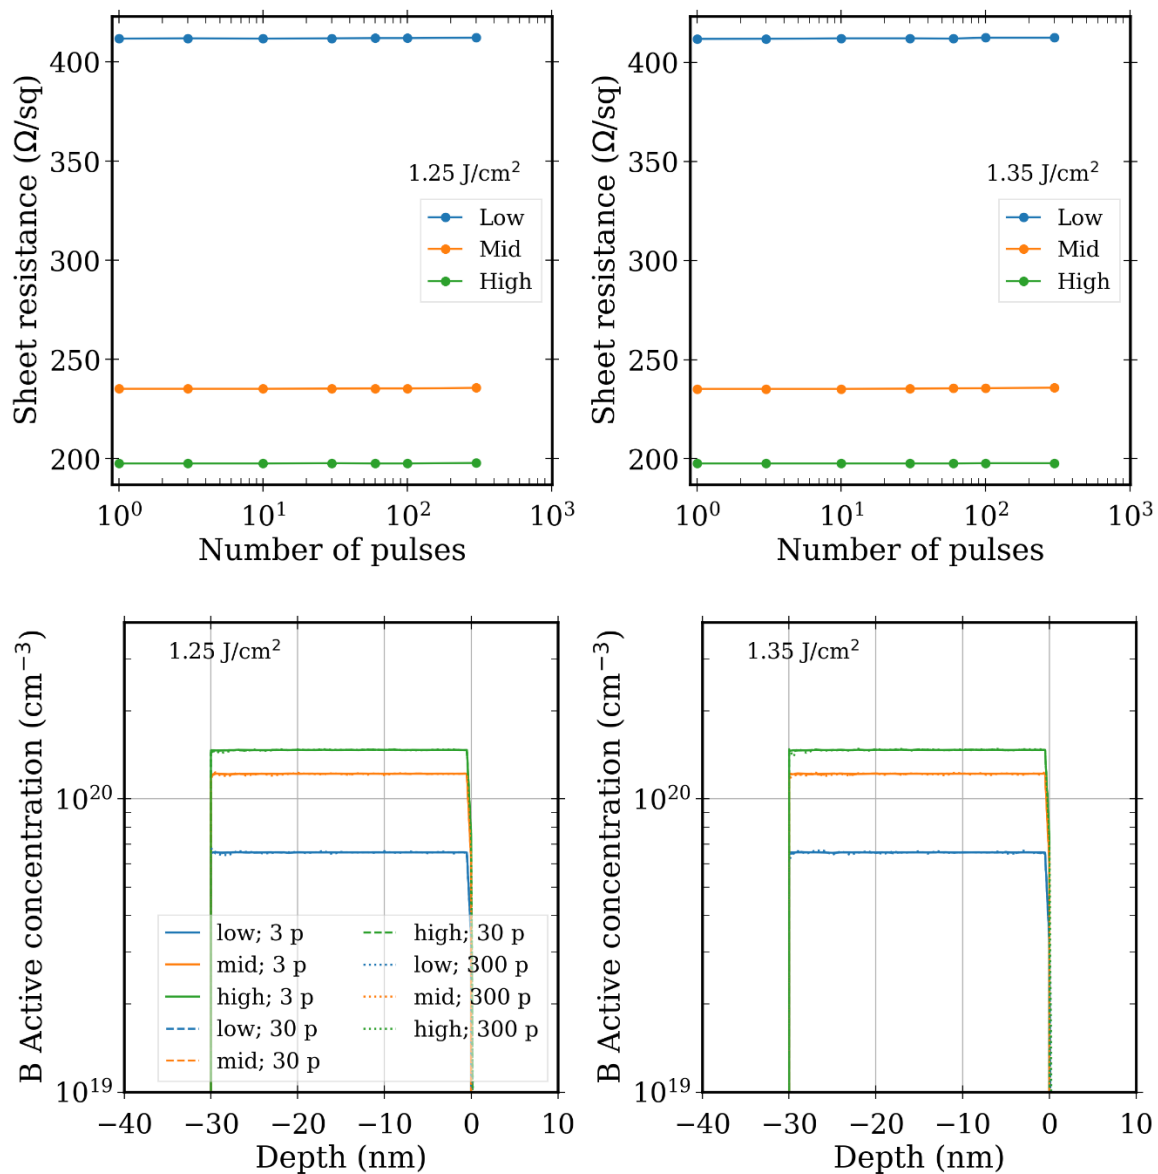 400
350
300
250
200
Sheet resistance (Ω/sq)
1.25 J/cm²
Low
Mid
High
10⁰ 10¹ 10² 10³
Number of pulses
400
350
300
250
200
Sheet resistance (Ω/sq)
1.35 J/cm²
Low
Mid
High
10⁰ 10¹ 10² 10³
Number of pulses
B Active concentration (cm⁻³)
10²⁰
10¹⁹
1.25 J/cm²
low; 3 p
mid; 3 p
high; 3 p
low; 30 p
mid; 30 p
high; 30 p
low; 300 p
mid; 300 p
high; 300 p
−40 −30 −20 −10 0 10
Depth (nm)
B Active concentration (cm⁻³)
10²⁰
10¹⁹
1.35 J/cm²
−40 −30 −20 −10 0 10
Depth (nm)